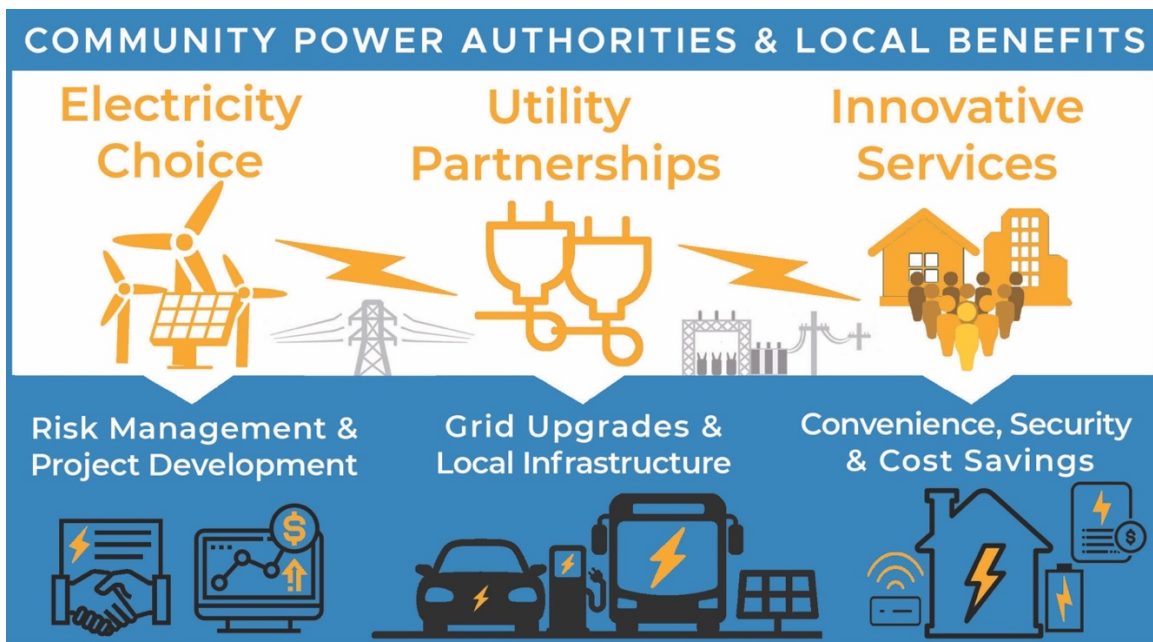 COMMUNITY POWER AUTHORITIES & LOCAL BENEFITS
Electricity
Choice
Utility
Partnerships
Innovative
Services
Risk Management &
Project Development
Grid Upgrades &
Local Infrastructure
Convenience, Security
& Cost Savings
$
$